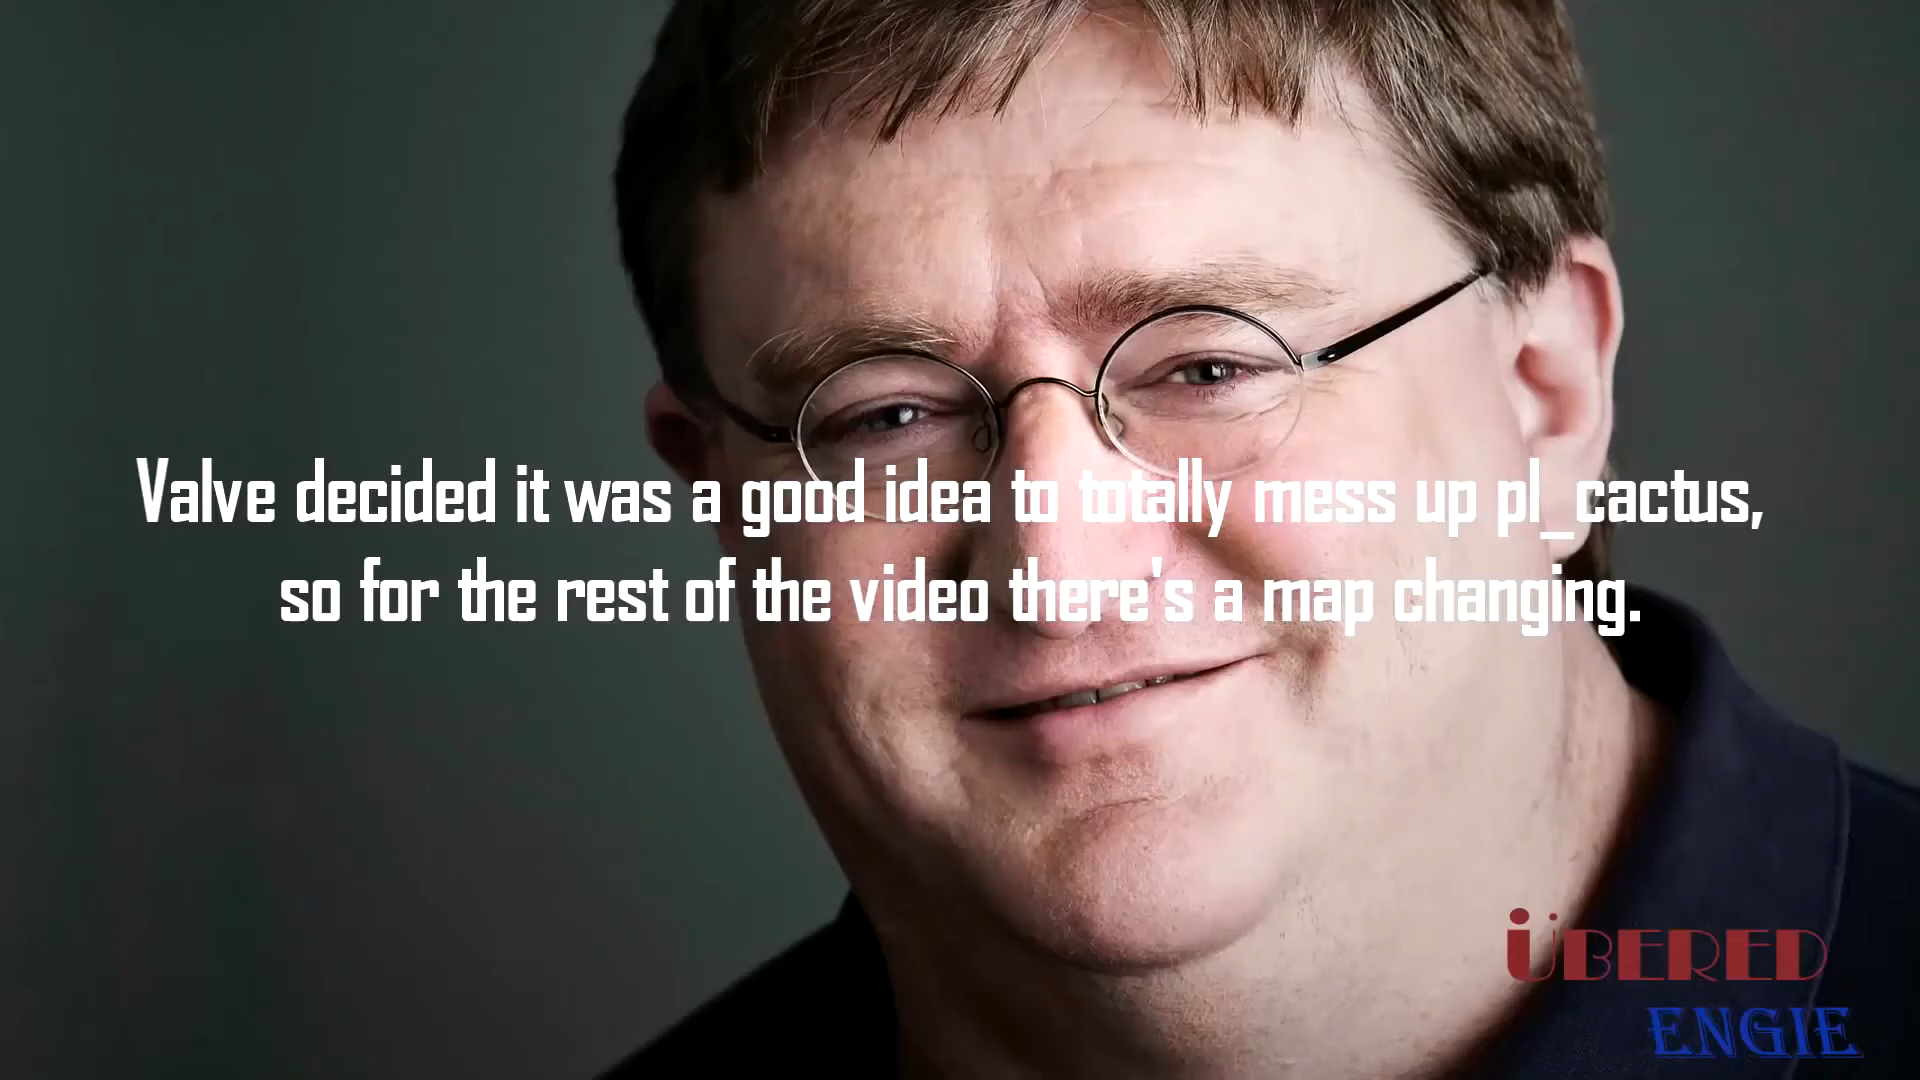 Valve decided it was a good idea to totally mess up pl_cactus,
so for the rest of the video there's a map changing.
ÜBERED
ENGIE